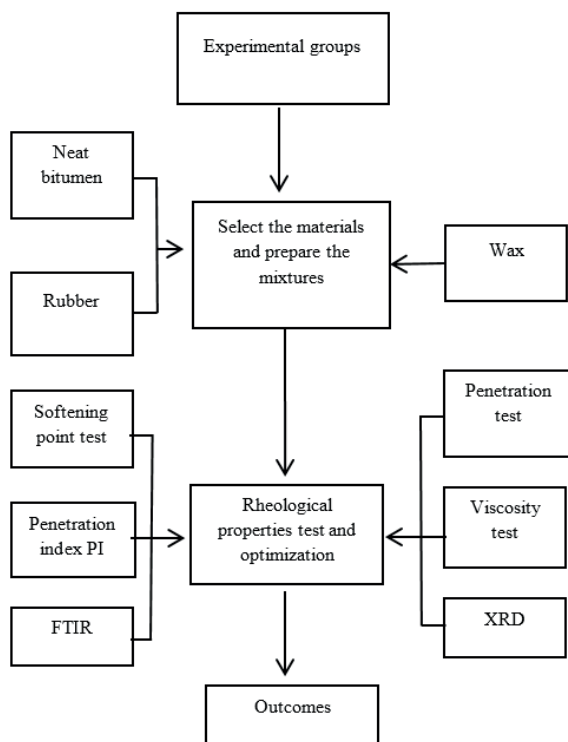 Experimental groups
Neat
bitumen
Select the materials
and prepare the
mixtures
Wax
Rubber
Softening
point test
Penetration
test
Rheological
properties test and
optimization
Penetration
index PI
Viscosity
test
FTIR
XRD
Outcomes